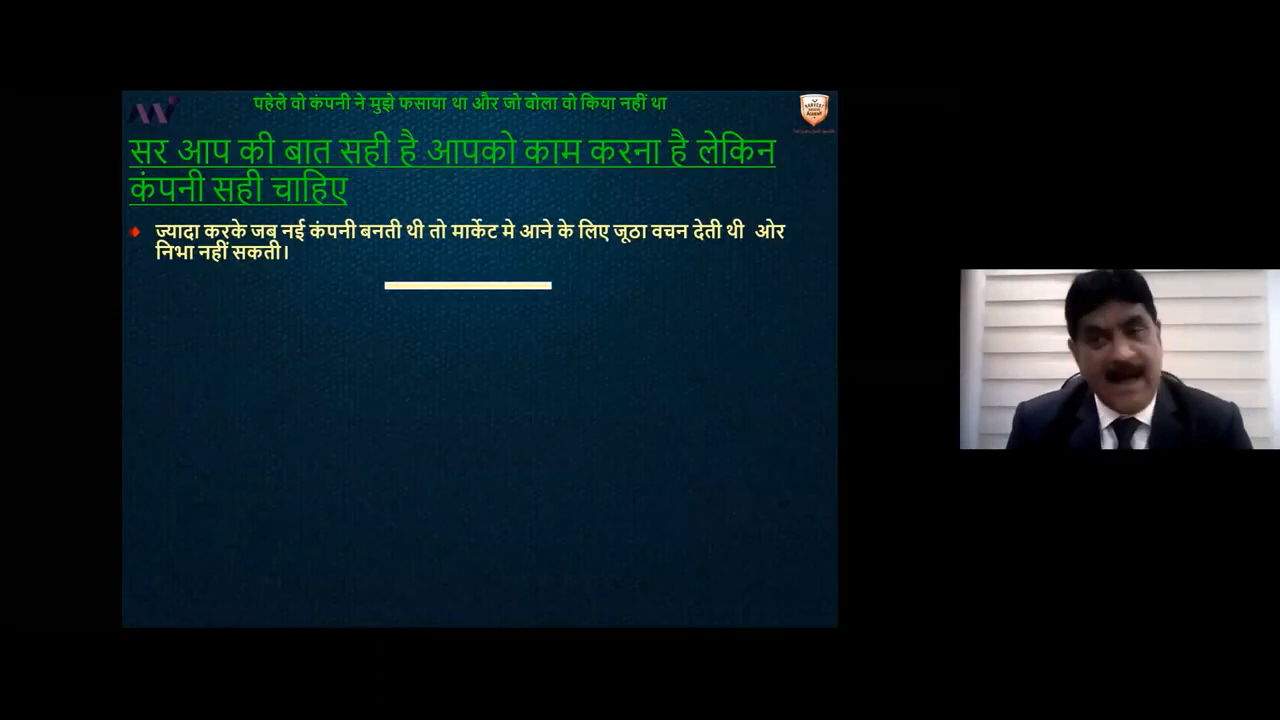 पहेले वो कंपनी ने मुझे फसाया था और जो बोला वो किया नहीं था
सर आप की बात सही है आपको काम करना है लेकिन
कंपनी सही चाहिए
ज्यादा करके जब नई कंपनी बनती थी तो मार्केट मे आने के लिए जूठा वचन देती थी ओर
निभा नहीं सकती।